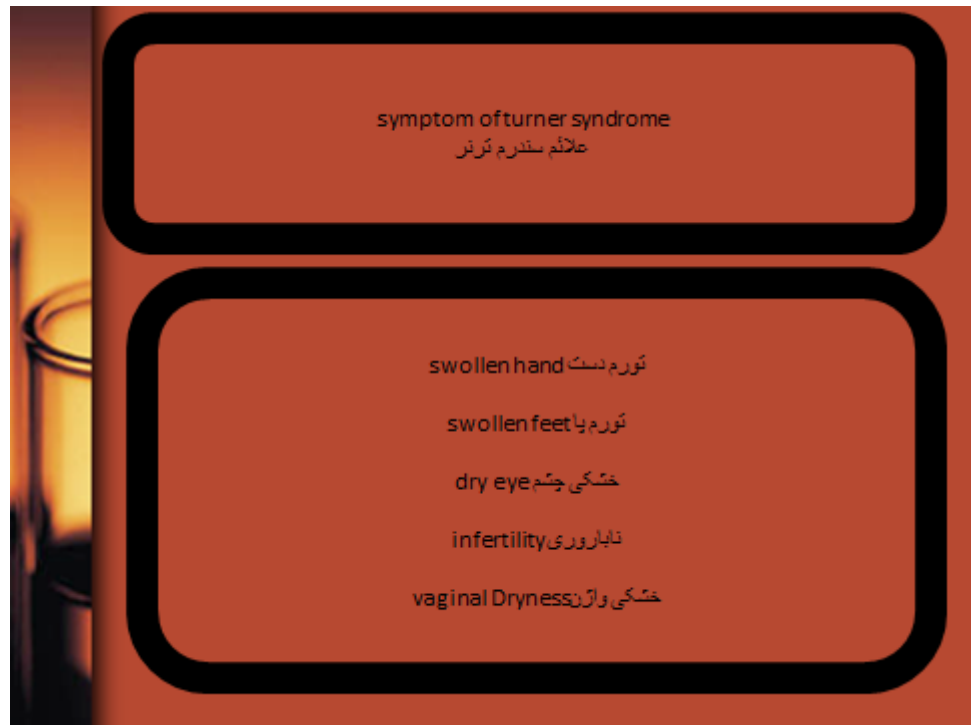 symptom of turner syndrome
علائم سندرم ترنر
تورم دست swollen hand
تورم پا swollen feet
خشکی چشم dry eye
ناباروری infertility
خشکی واژن vaginal Dryness